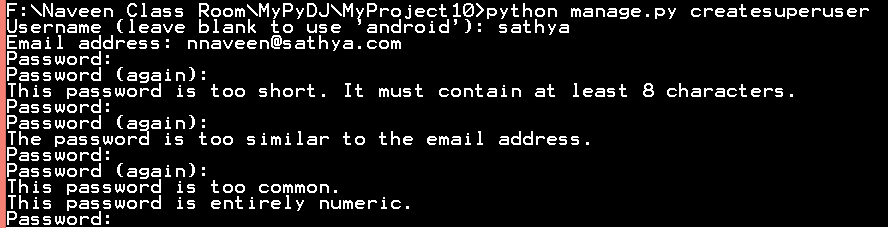 F:\Naveen Class Room\MyPyDJ\MyProject10>python manage.py createsuperuser
Username (leave blank to use 'android'): sathya
Email address: nnaveen@sathya.com
Password:
Password (again):
This password is too short. It must contain at least 8 characters.
Password:
Password (again):
The password is too similar to the email address.
Password:
Password (again):
This password is too common.
This password is entirely numeric.
Password: